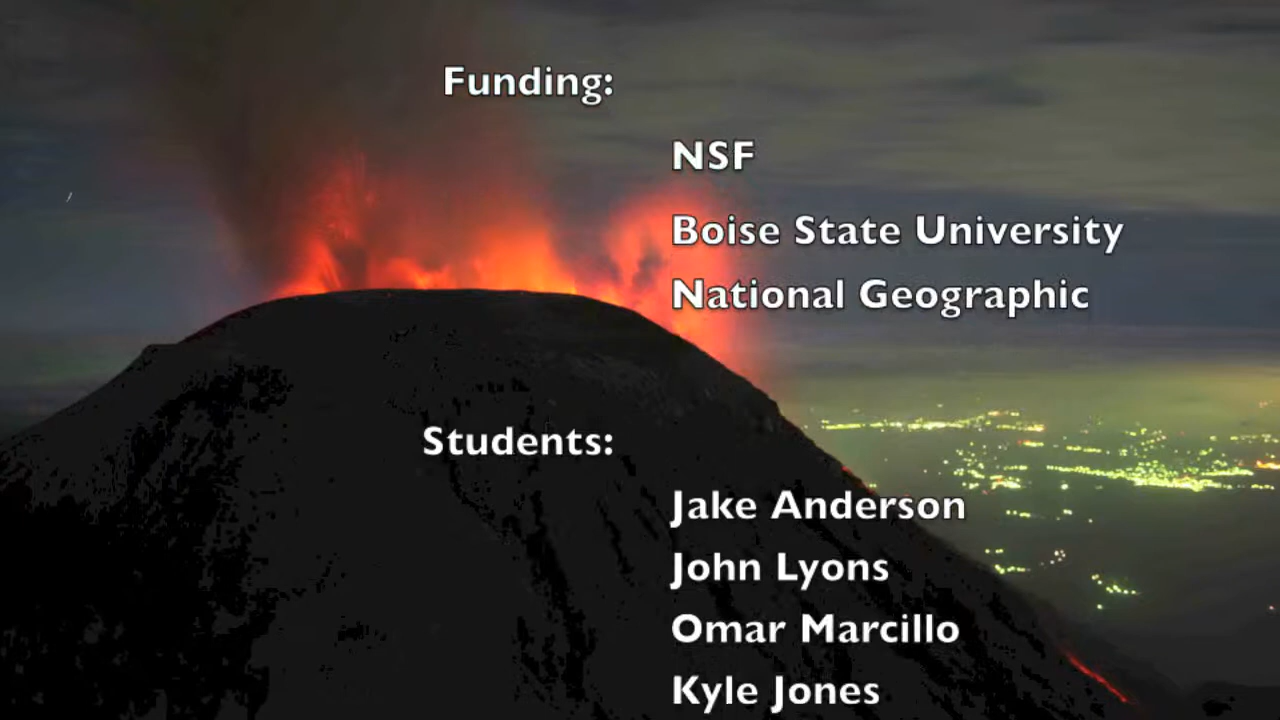 Funding:
NSF
Boise State University
National Geographic
Students:
Jake Anderson
John Lyons
Omar Marcillo
Kyle Jones